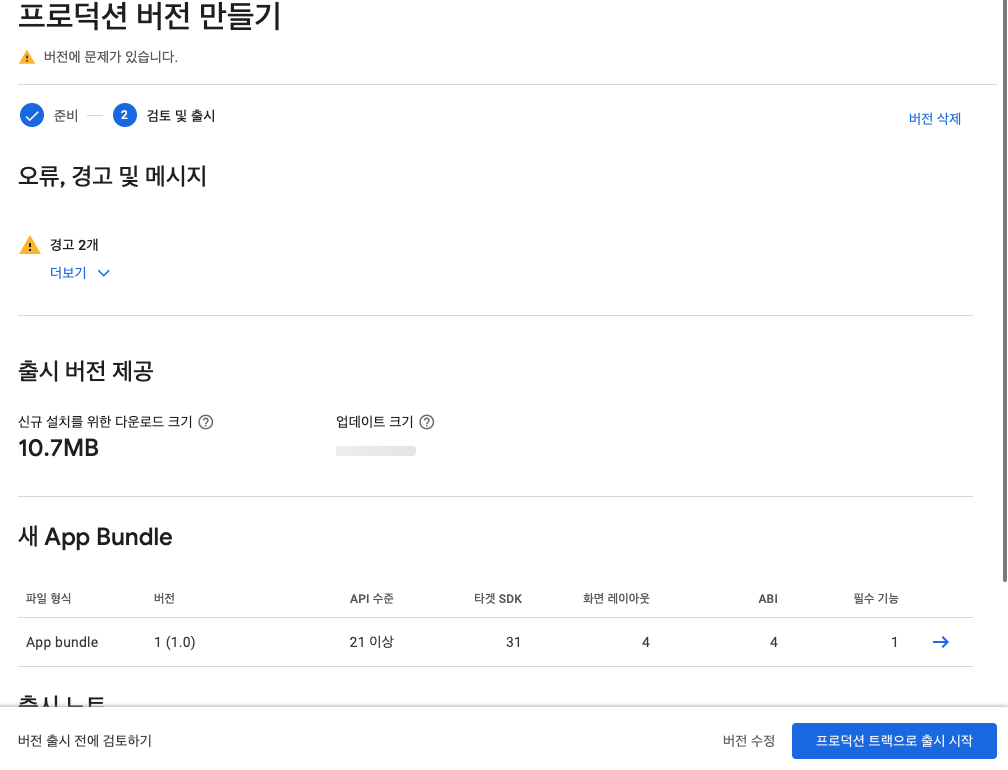 프로덕션 버전 만들기
버전에 문제가 있습니다.
준비
2 검토 및 출시
버전 삭제
오류, 경고 및 메시지
경고 2개
더보기
출시 버전 제공
신규 설치를 위한 다운로드 크기 업데이트 크기
10.7MB
새 App Bundle
파일 형식 버전 API 수준 타겟 SDK 화면 레이아웃 ABI 필수 기능
App bundle 1 (1.0) 21 이상 31 4 4 1
출시 노트
버전 출시 전에 검토하기 버전 수정 프로덕션 트랙으로 출시 시작